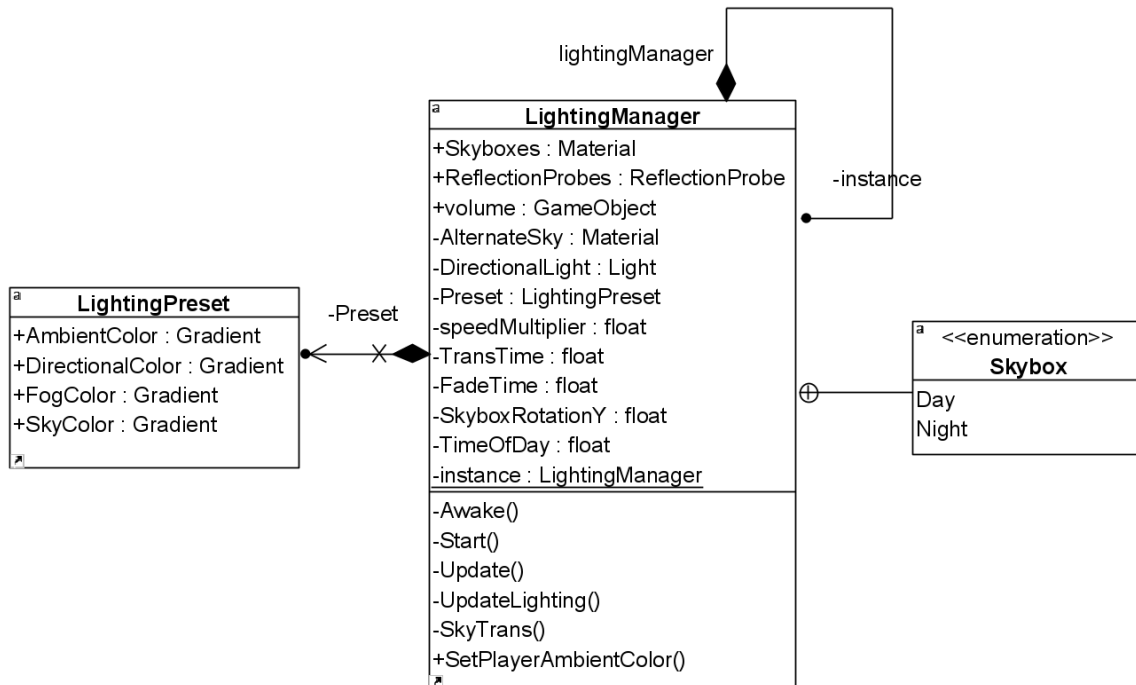 lightingManager
a
LightingManager
+Skyboxes : Material
+ReflectionProbes : ReflectionProbe
+volume : GameObject
-AlternateSky : Material
-DirectionalLight : Light
-Preset : LightingPreset
-speedMultiplier : float
-TransTime : float
-FadeTime : float
-SkyboxRotationY : float
-TimeOfDay : float
-instance : LightingManager
-Awake()
-Start()
-Update()
-UpdateLighting()
-SkyTrans()
+SetPlayerAmbientColor()
-instance
a
LightingPreset
+AmbientColor : Gradient
+DirectionalColor : Gradient
+FogColor : Gradient
+SkyColor : Gradient
-Preset
a
<<enumeration>>
Skybox
Day
Night